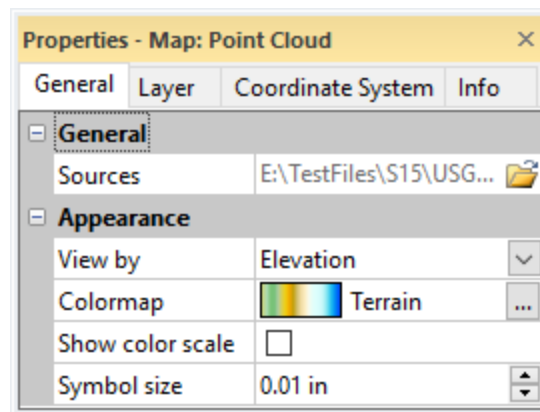 Properties - Map: Point Cloud
General Layer Coordinate System Info
General
Sources E:\TestFiles\S15\USG...
Appearance
View by Elevation
Colormap Terrain ...
Show color scale
Symbol size 0.01 in